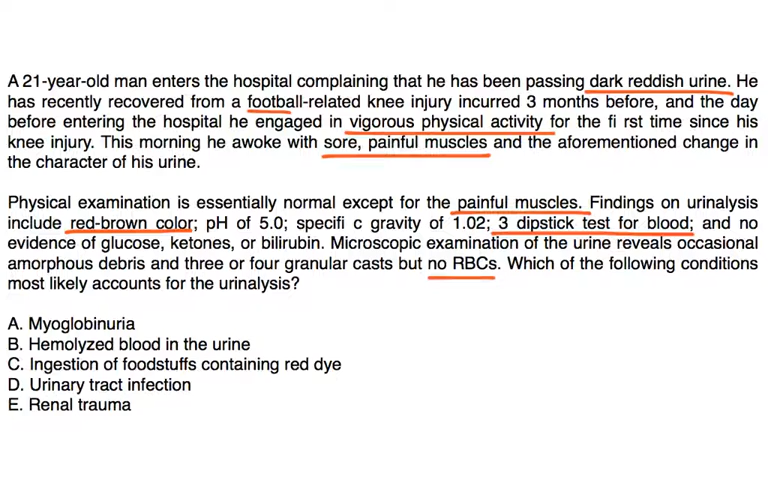 A 21-year-old man enters the hospital complaining that he has been passing dark reddish urine. He
has recently recovered from a football-related knee injury incurred 3 months before, and the day
before entering the hospital he engaged in vigorous physical activity for the fi rst time since his
knee injury. This morning he awoke with sore, painful muscles and the aforementioned change in
the character of his urine.
Physical examination is essentially normal except for the painful muscles. Findings on urinalysis
include red-brown color; pH of 5.0; specifi c gravity of 1.02; 3 dipstick test for blood; and no
evidence of glucose, ketones, or bilirubin. Microscopic examination of the urine reveals occasional
amorphous debris and three or four granular casts but no RBCs. Which of the following conditions
most likely accounts for the urinalysis?
A. Myoglobinuria
B. Hemolyzed blood in the urine
C. Ingestion of foodstuffs containing red dye
D. Urinary tract infection
E. Renal trauma